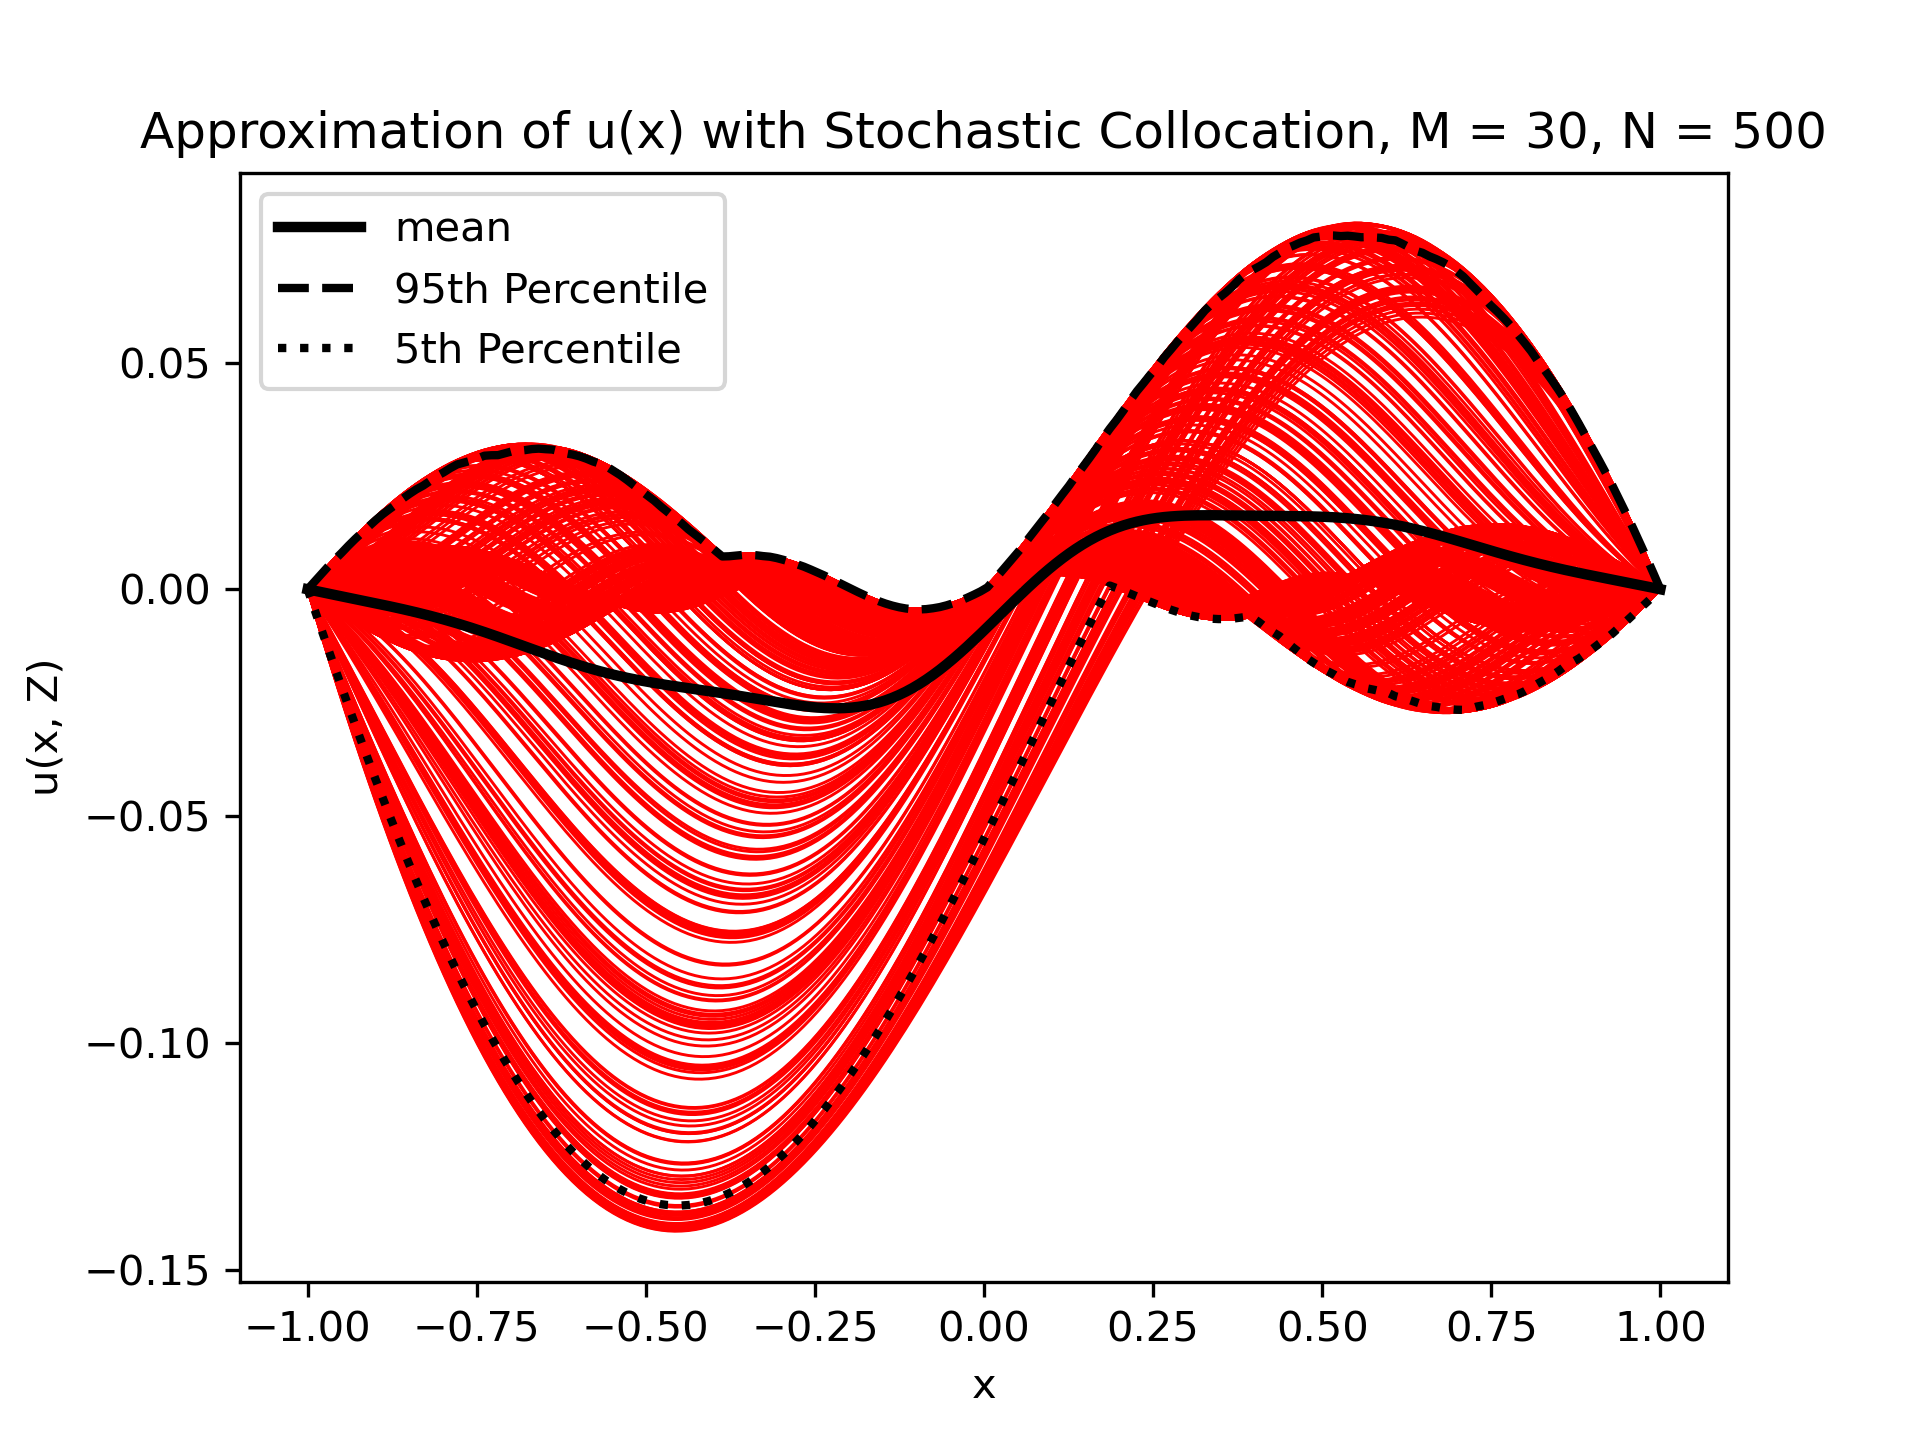 Approximation of u(x) with Stochastic Collocation, M = 30, N = 500
mean
95th Percentile
5th Percentile
0.05
0.00
−0.05
−0.10
−0.15
u(x, Z)
−1.00 −0.75 −0.50 −0.25 0.00 0.25 0.50 0.75 1.00
x